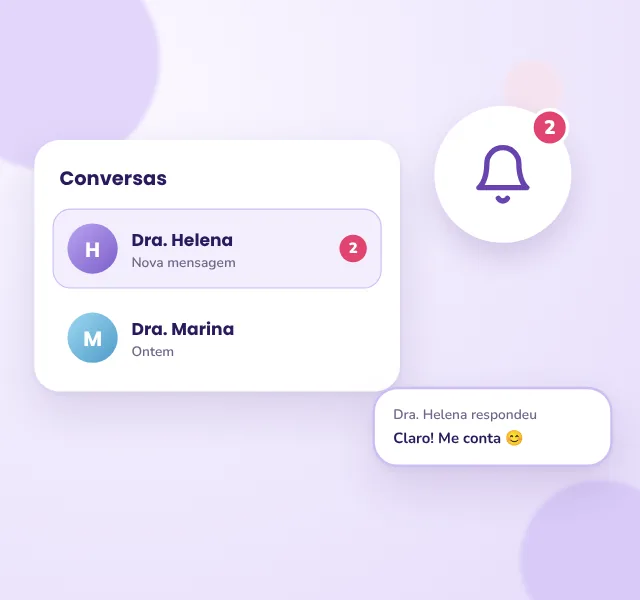 Conversas
H
Dra. Helena
Nova mensagem
2
M
Dra. Marina
Ontem
2
Dra. Helena respondeu
Claro! Me conta 😊